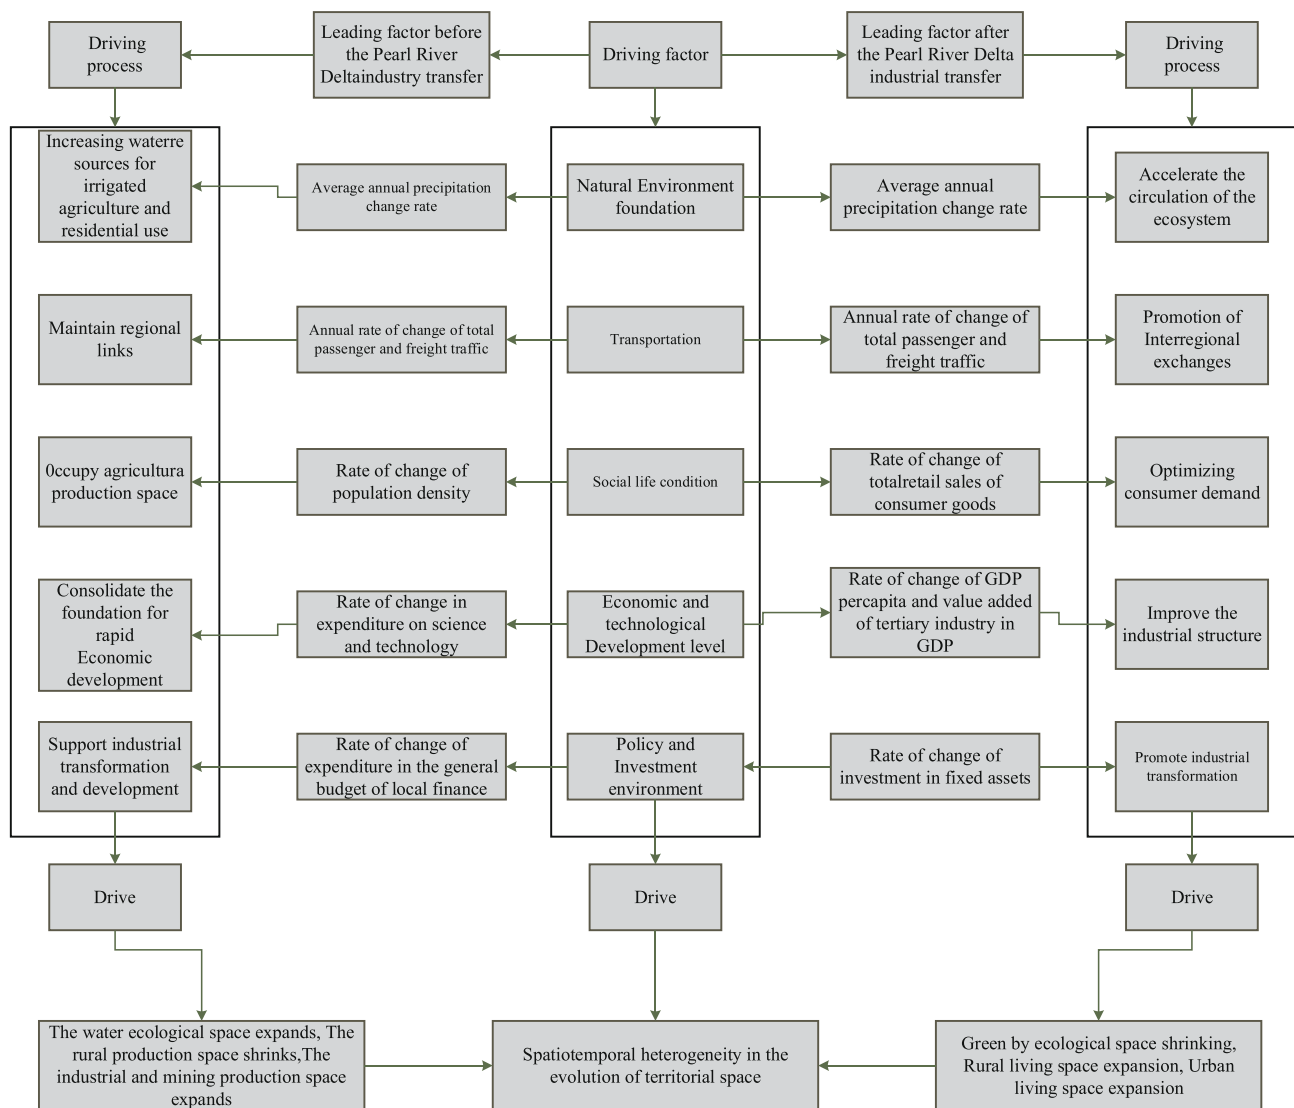 Driving
process
Leading factor before
the Pearl River
Deltaindustry transfer
Driving factor
Leading factor after
the Pearl River Delta
industrial transfer
Driving
process
Increasing waterre
sources for
irrigated
agriculture and
residential use
Average annual precipitation
change rate
Natural Environment
foundation
Average annual
precipitation change rate
Accelerate the
circulation of the
ecosystem
Maintain regional
links
Annual rate of change of total
passenger and freight traffic
Transportation
Annual rate of change of
total passenger and
freight traffic
Promotion of
Interregional
exchanges
0ccupy agricultura
production space
Rate of change of
population density
Social life condition
Rate of change of
totalretail sales of
consumer goods
Optimizing
consumer demand
Consolidate the
foundation for
rapid
Economic
development
Rate of change in
expenditure on science
and technology
Economic and
technological
Development level
Rate of change of GDP
percapita and value added
of tertiary industry in
GDP
Improve the
industrial structure
Support industrial
transformation
and development
Rate of change of
expenditure in the general
budget of local finance
Policy and
Investment
environment
Rate of change of
investment in fixed assets
Promote industrial
transformation
Drive
Drive
Drive
The water ecological space expands, The
rural production space shrinks,The
industrial and mining production space
expands
Spatiotemporal heterogeneity in the
evolution of territorial space
Green by ecological space shrinking,
Rural living space expansion, Urban
living space expansion